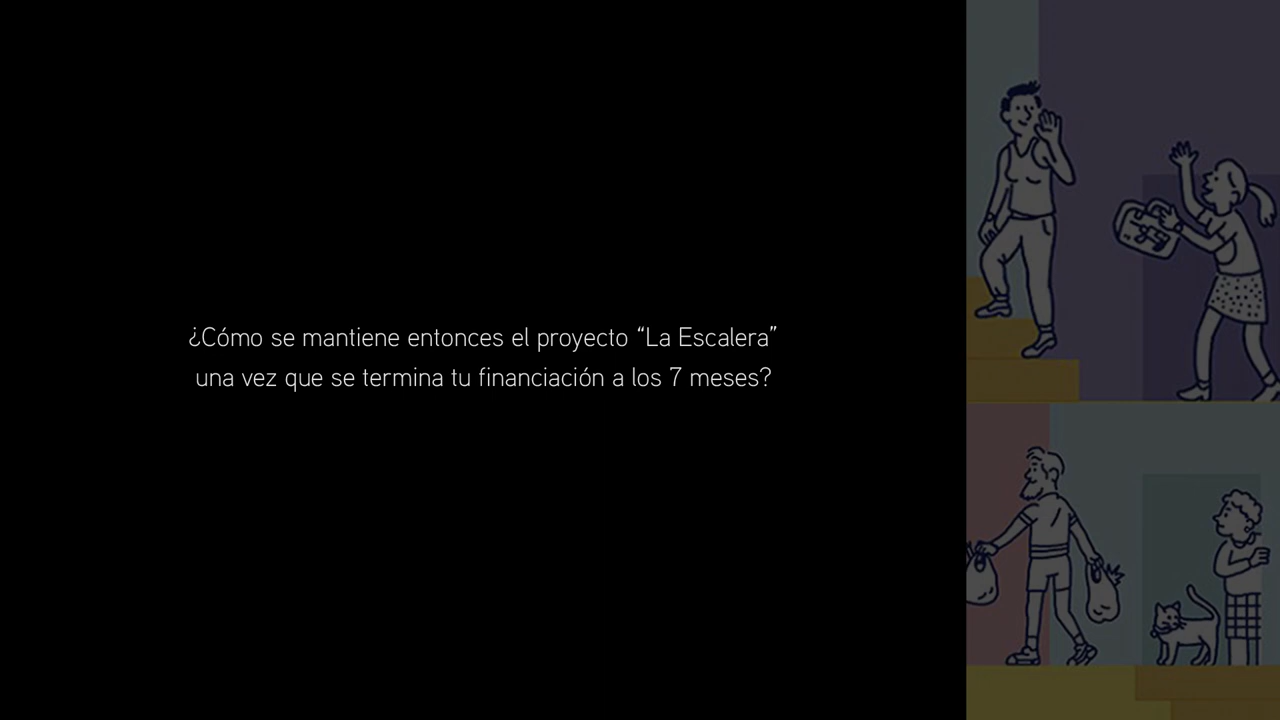 ¿Cómo se mantiene entonces el proyecto “La Escalera”
una vez que se termina tu financiación a los 7 meses?